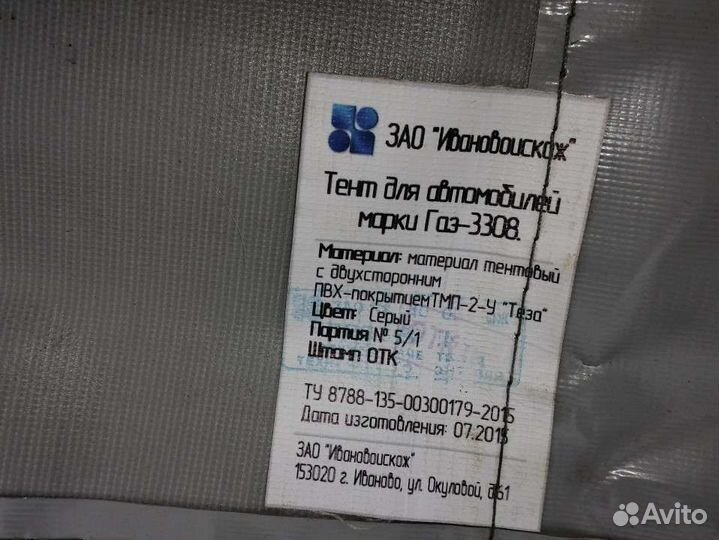 ЗАО "Ивановоискож"
Тент для автомобилей
марки Газ-3308.
Материал: материал тентовый
с двухсторонним
ПВХ-покрытиемТМП-2-У "Теза"
Цвет: Серый
Партия № 5/1
Штамп ОТК
ТУ 8788-135-00300179-2015
Дата изготовления: 07.2015
ЗАО "Ивановоискож"
153020 г. Иваново, ул. Окуловой, д.61
Avito